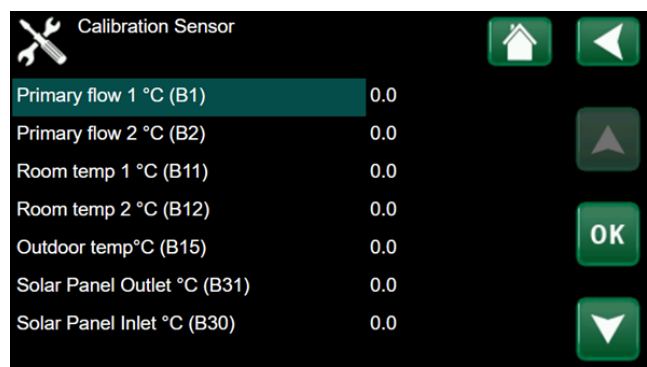 Calibration Sensor
Primary flow 1 °C (B1) 0.0
Primary flow 2 °C (B2) 0.0
Room temp 1 °C (B11) 0.0
Room temp 2 °C (B12) 0.0
Outdoor temp°C (B15) 0.0
OK
Solar Panel Outlet °C (B31) 0.0
Solar Panel Inlet °C (B30) 0.0